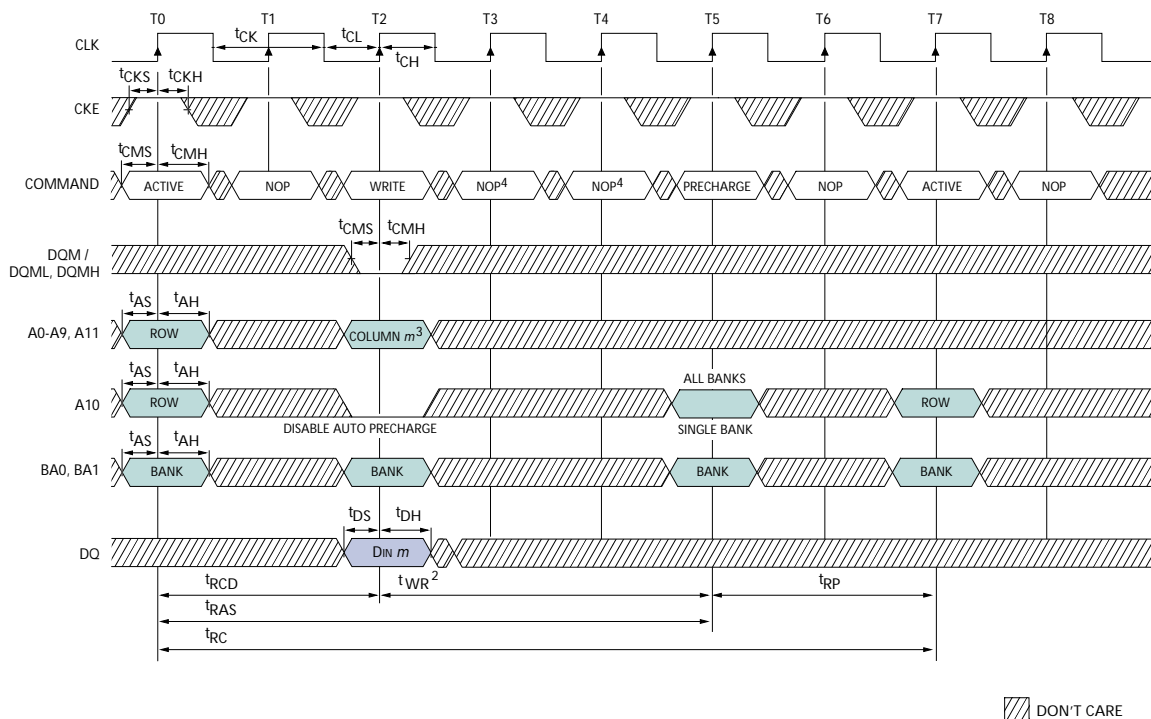 T0 T1 T2 T3 T4 T5 T6 T7 T8
CLK
tCK tCL
tCH
tCKS tCKH
CKE
tCMS tCMH
COMMAND ACTIVE NOP WRITE NOP4 NOP4 PRECHARGE NOP ACTIVE NOP
tCMS tCMH
DQM /
DQML, DQMH
tAS tAH
A0-A9, A11 ROW COLUMN m3
tAS tAH ALL BANKS
A10 ROW ROW
DISABLE AUTO PRECHARGE SINGLE BANK
tAS tAH
BA0, BA1 BANK BANK BANK BANK
tDS tDH
DQ DIN m
tRCD tWR2 tRP
tRAS
tRC
DON'T CARE